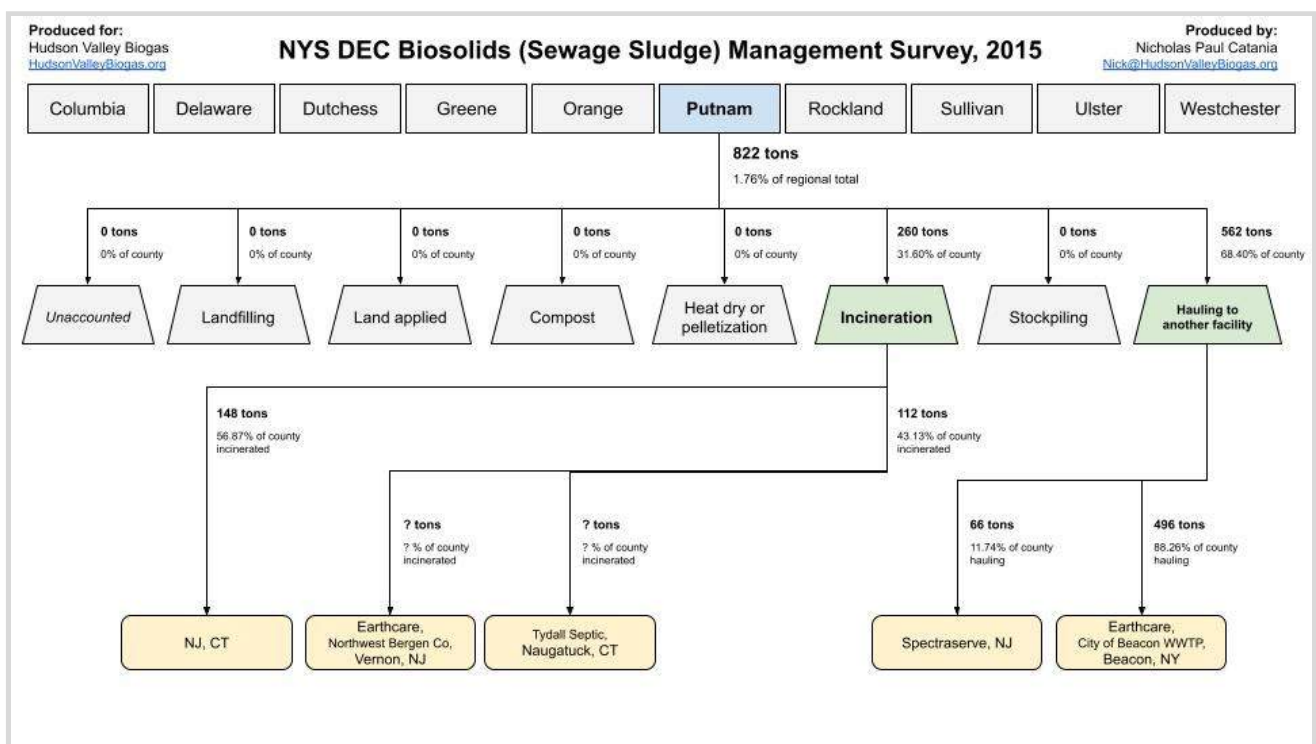 Produced for:
Hudson Valley Biogas
HudsonValleyBiogas.org
NYS DEC Biosolids (Sewage Sludge) Management Survey, 2015
Produced by:
Nicholas Paul Catania
Nick@HudsonValleyBiogas.org
Columbia
Delaware
Dutchess
Greene
Orange
Putnam
Rockland
Sullivan
Ulster
Westchester
822 tons
1.76% of regional total
0 tons
0% of county
0 tons
0% of county
0 tons
0% of county
0 tons
0% of county
0 tons
0% of county
260 tons
31.60% of county
0 tons
0% of county
562 tons
68.40% of county
Unaccounted
Landfilling
Land applied
Compost
Heat dry or
pelletization
Incineration
Stockpiling
Hauling to
another facility
148 tons
56.87% of county
incinerated
112 tons
43.13% of county
incinerated
? tons
? % of county
incinerated
? tons
? % of county
incinerated
66 tons
11.74% of county
hauling
496 tons
88.26% of county
hauling
NJ, CT
Earthcare,
Northwest Bergen Co,
Vernon, NJ
Tydall Septic,
Naugatuck, CT
Spectraserve, NJ
Earthcare,
City of Beacon WWTP,
Beacon, NY